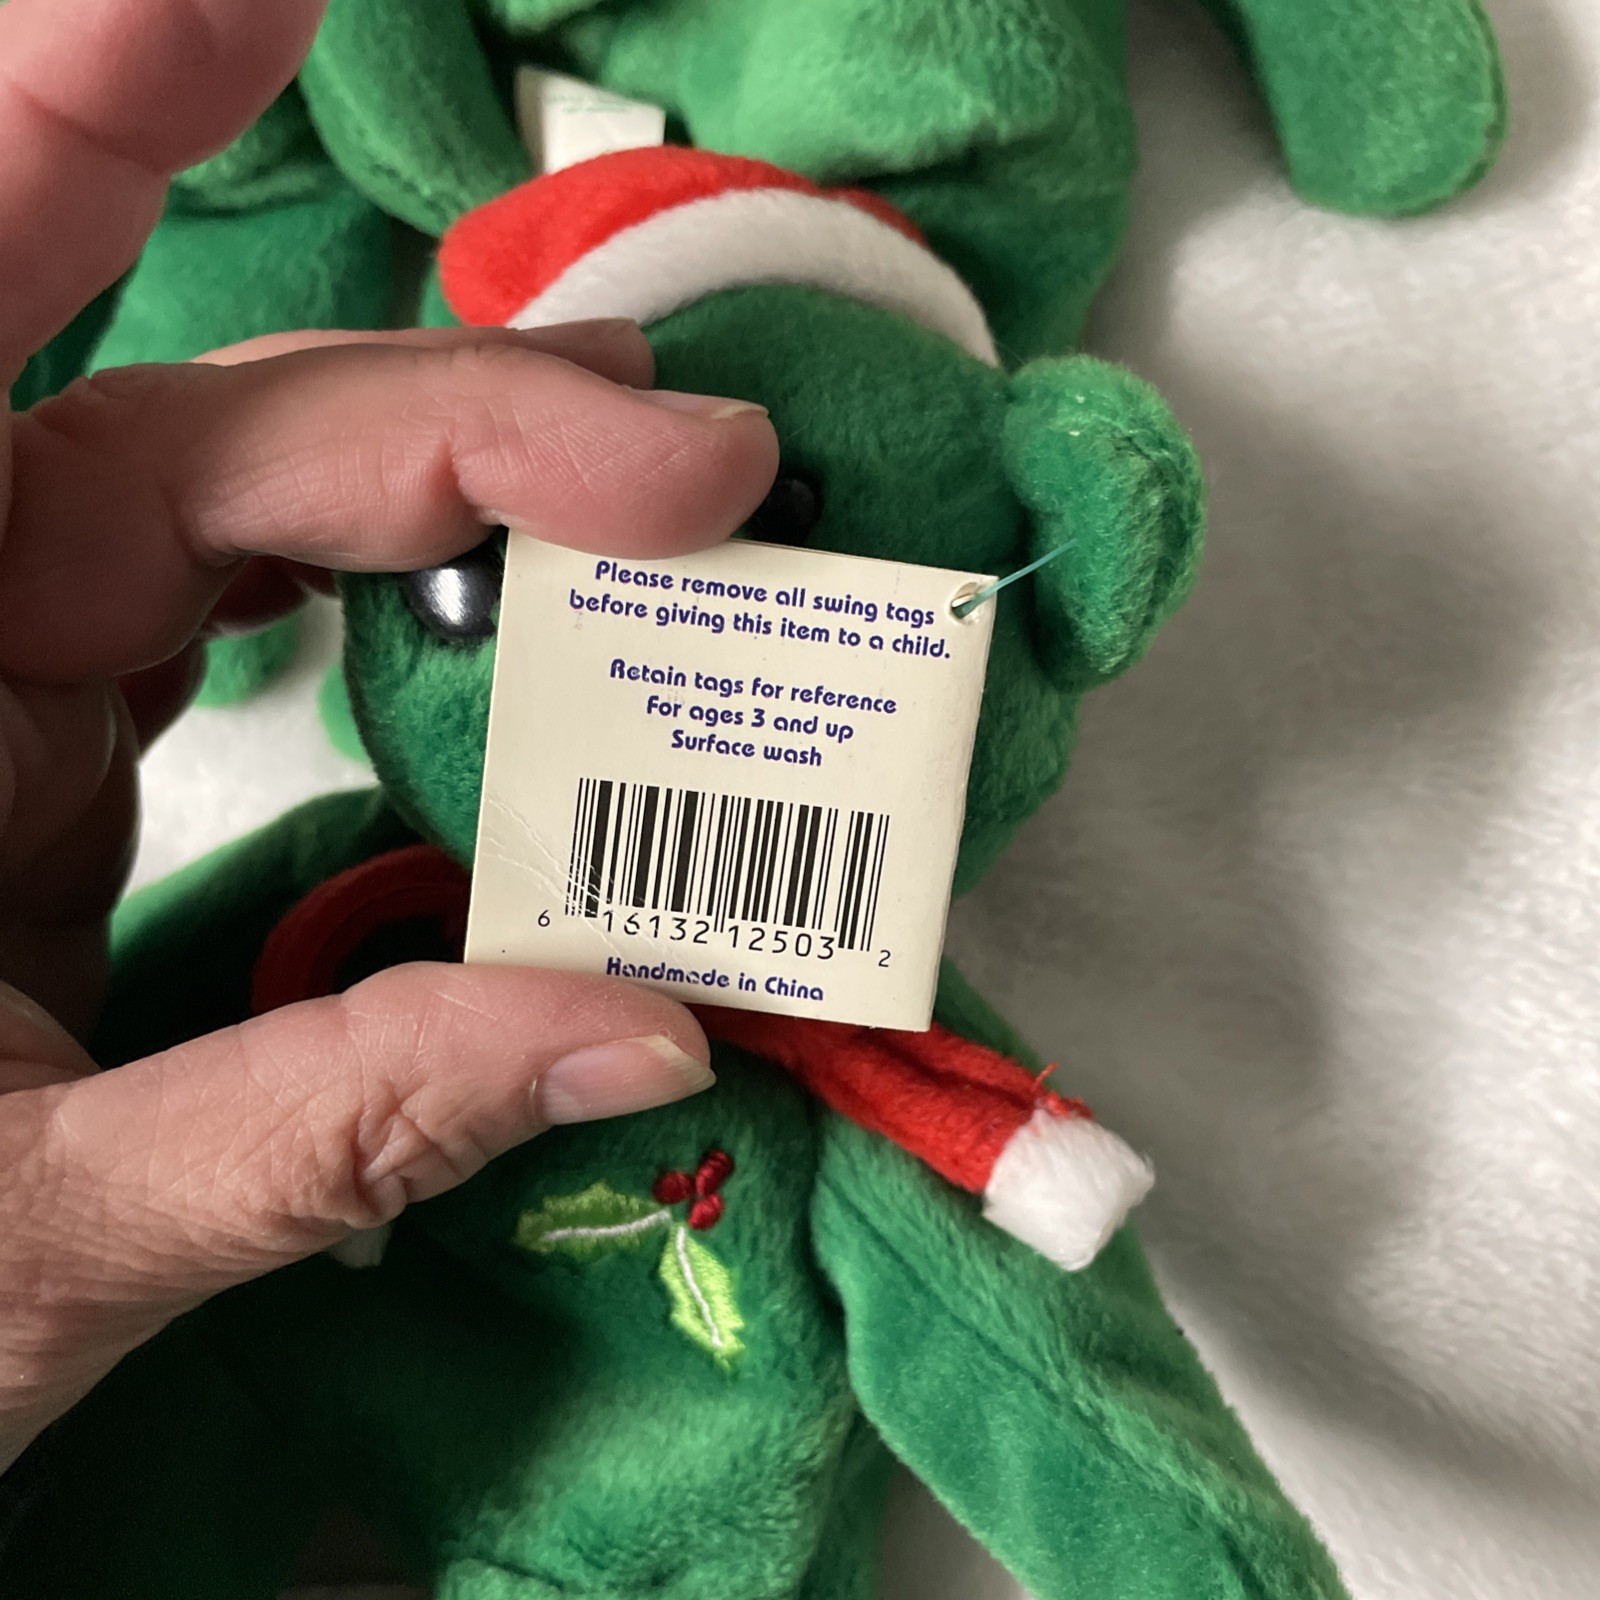 Please remove all swing tags
before giving this item to a child.
Retain tags for reference
For ages 3 and up
Surface wash
6 16132 12503 2
Handmade in China